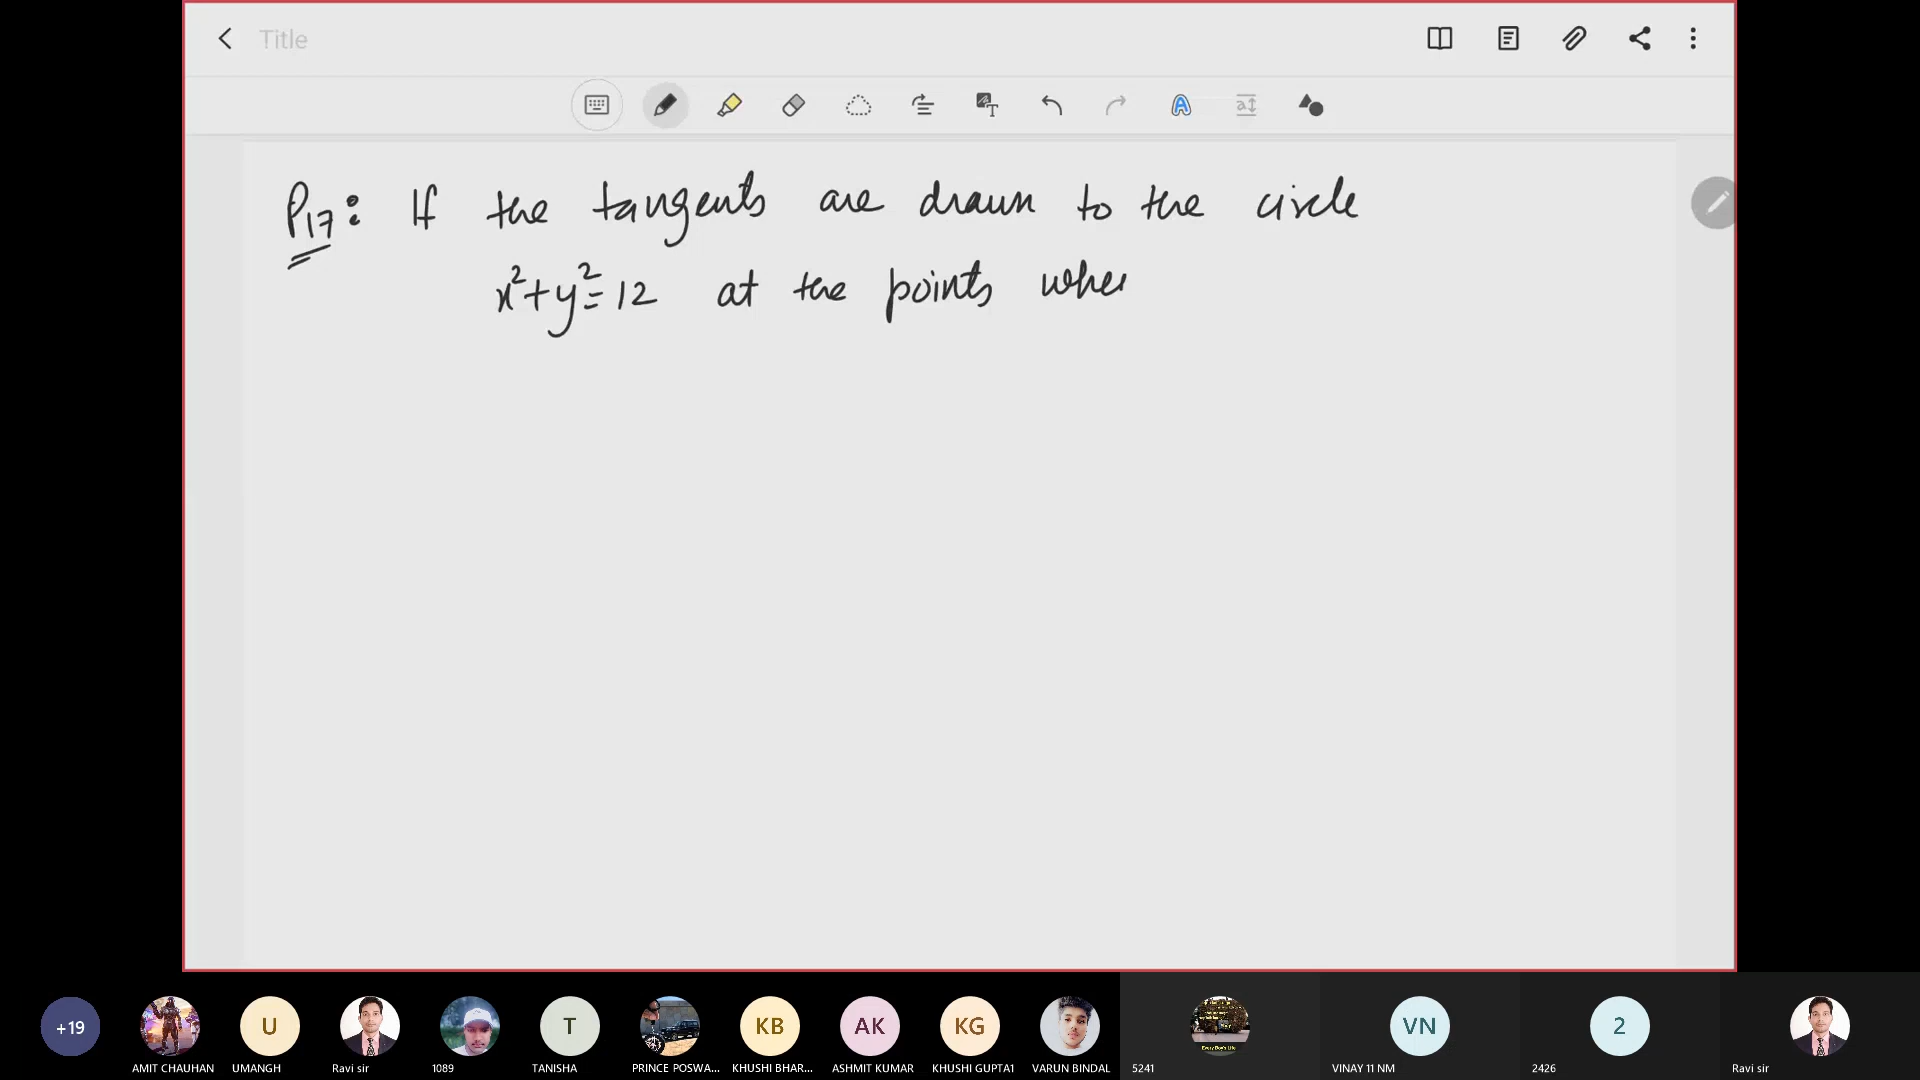 Title
P17: If the tangents are drawn to the circle
x²+y²=12 at the points wher
+19
U
T
KB
AK
KG
VN
2
AMIT CHAUHAN UMANGH Ravi sir 1089 TANISHA PRINCE POSWA... KHUSHI BHAR... ASHMIT KUMAR KHUSHI GUPTA1 VARUN BINDAL 5241 VINAY 11 NM 2426 Ravi sir